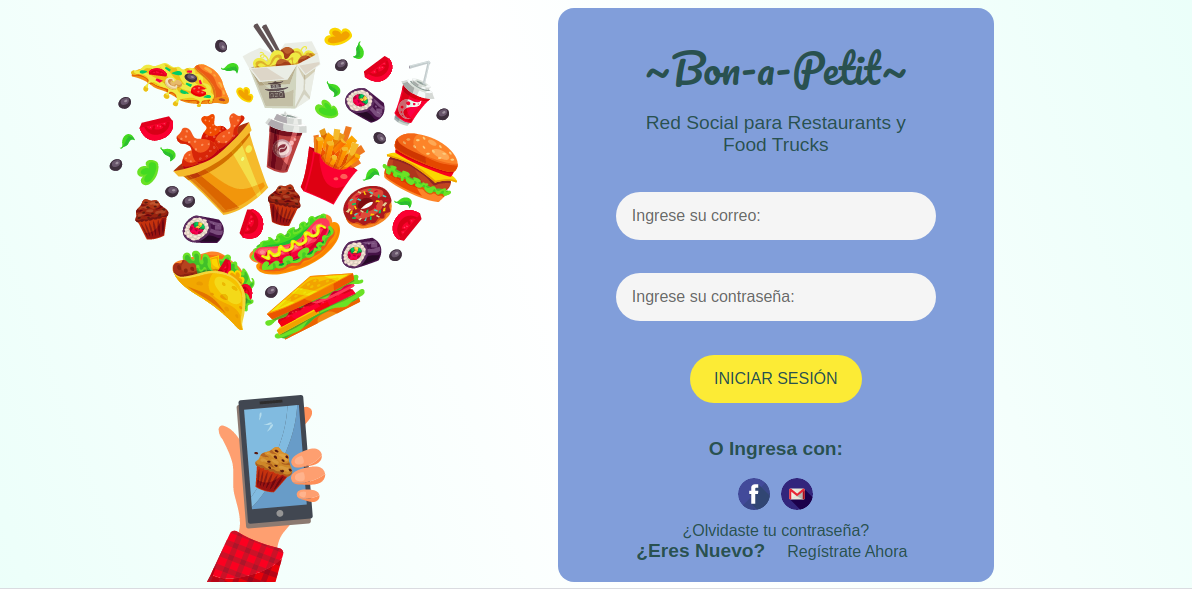 ~Bon-a-Petit~
Red Social para Restaurants y
Food Trucks
Ingrese su correo:
Ingrese su contraseña:
INICIAR SESIÓN
O Ingresa con:
¿Olvidaste tu contraseña?
¿Eres Nuevo? Regístrate Ahora